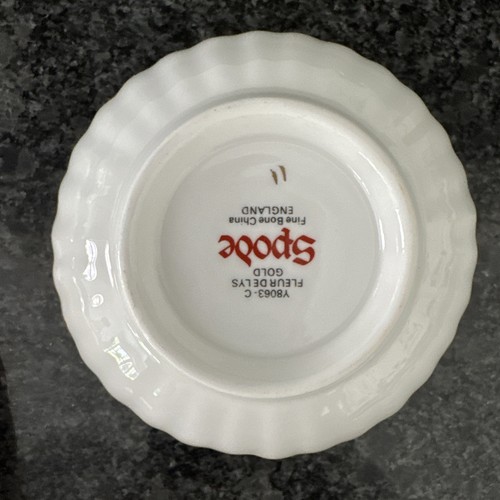 Y8063-C
FLEUR DE LYS
GOLD
Spode
Fine Bone China
ENGLAND